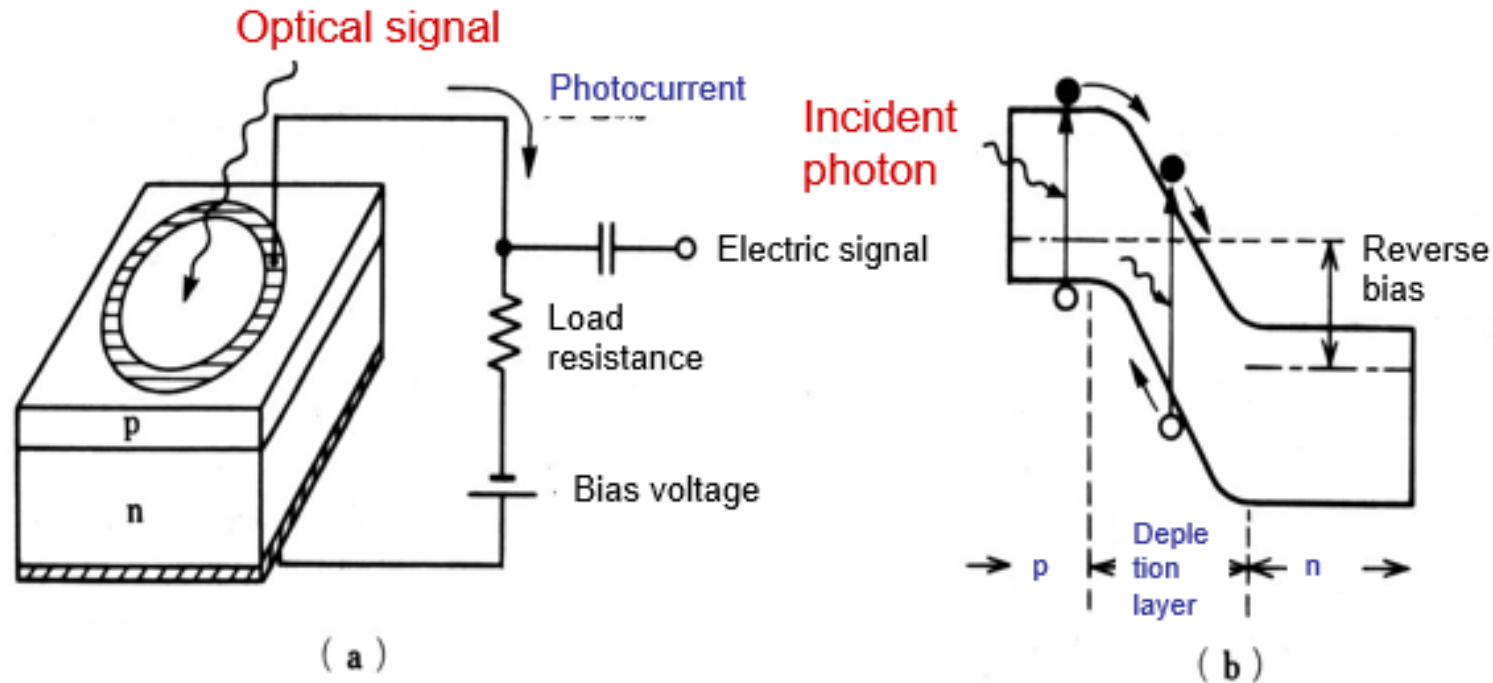 Optical signal
Photocurrent
Electric signal
Load
resistance
Bias voltage
p
n
( a )
Incident
photon
Reverse
bias
p
Deple
tion
layer
n
( b )